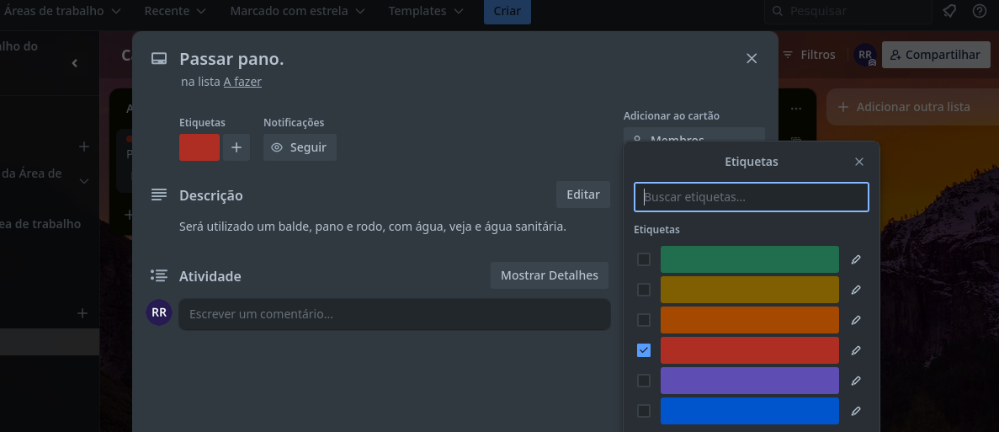 Áreas de trabalho
Recente
Marcado com estrela
Templates
Criar
Pesquisar
lho do
Passar pano.
na lista A fazer
Filtros
RR
Compartilhar
Etiquetas
Notificações
Seguir
Adicionar ao cartão
Membros
Adicionar outra lista
da Área de
Etiquetas
Descrição
Editar
Buscar etiquetas...
Será utilizado um balde, pano e rodo, com água, veja e água sanitária.
ea de trabalho
Etiquetas
Atividade
Mostrar Detalhes
RR
Escrever um comentário...